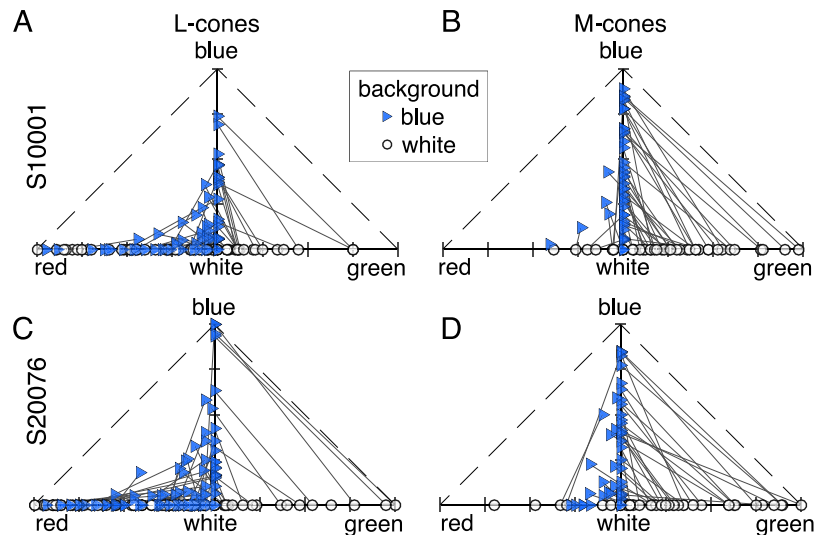 A
L-cones
B
M-cones
blue
blue
background
blue
white
S10001
red
white
green
red
white
green
C
blue
D
blue
S20076
red
white
green
red
white
green